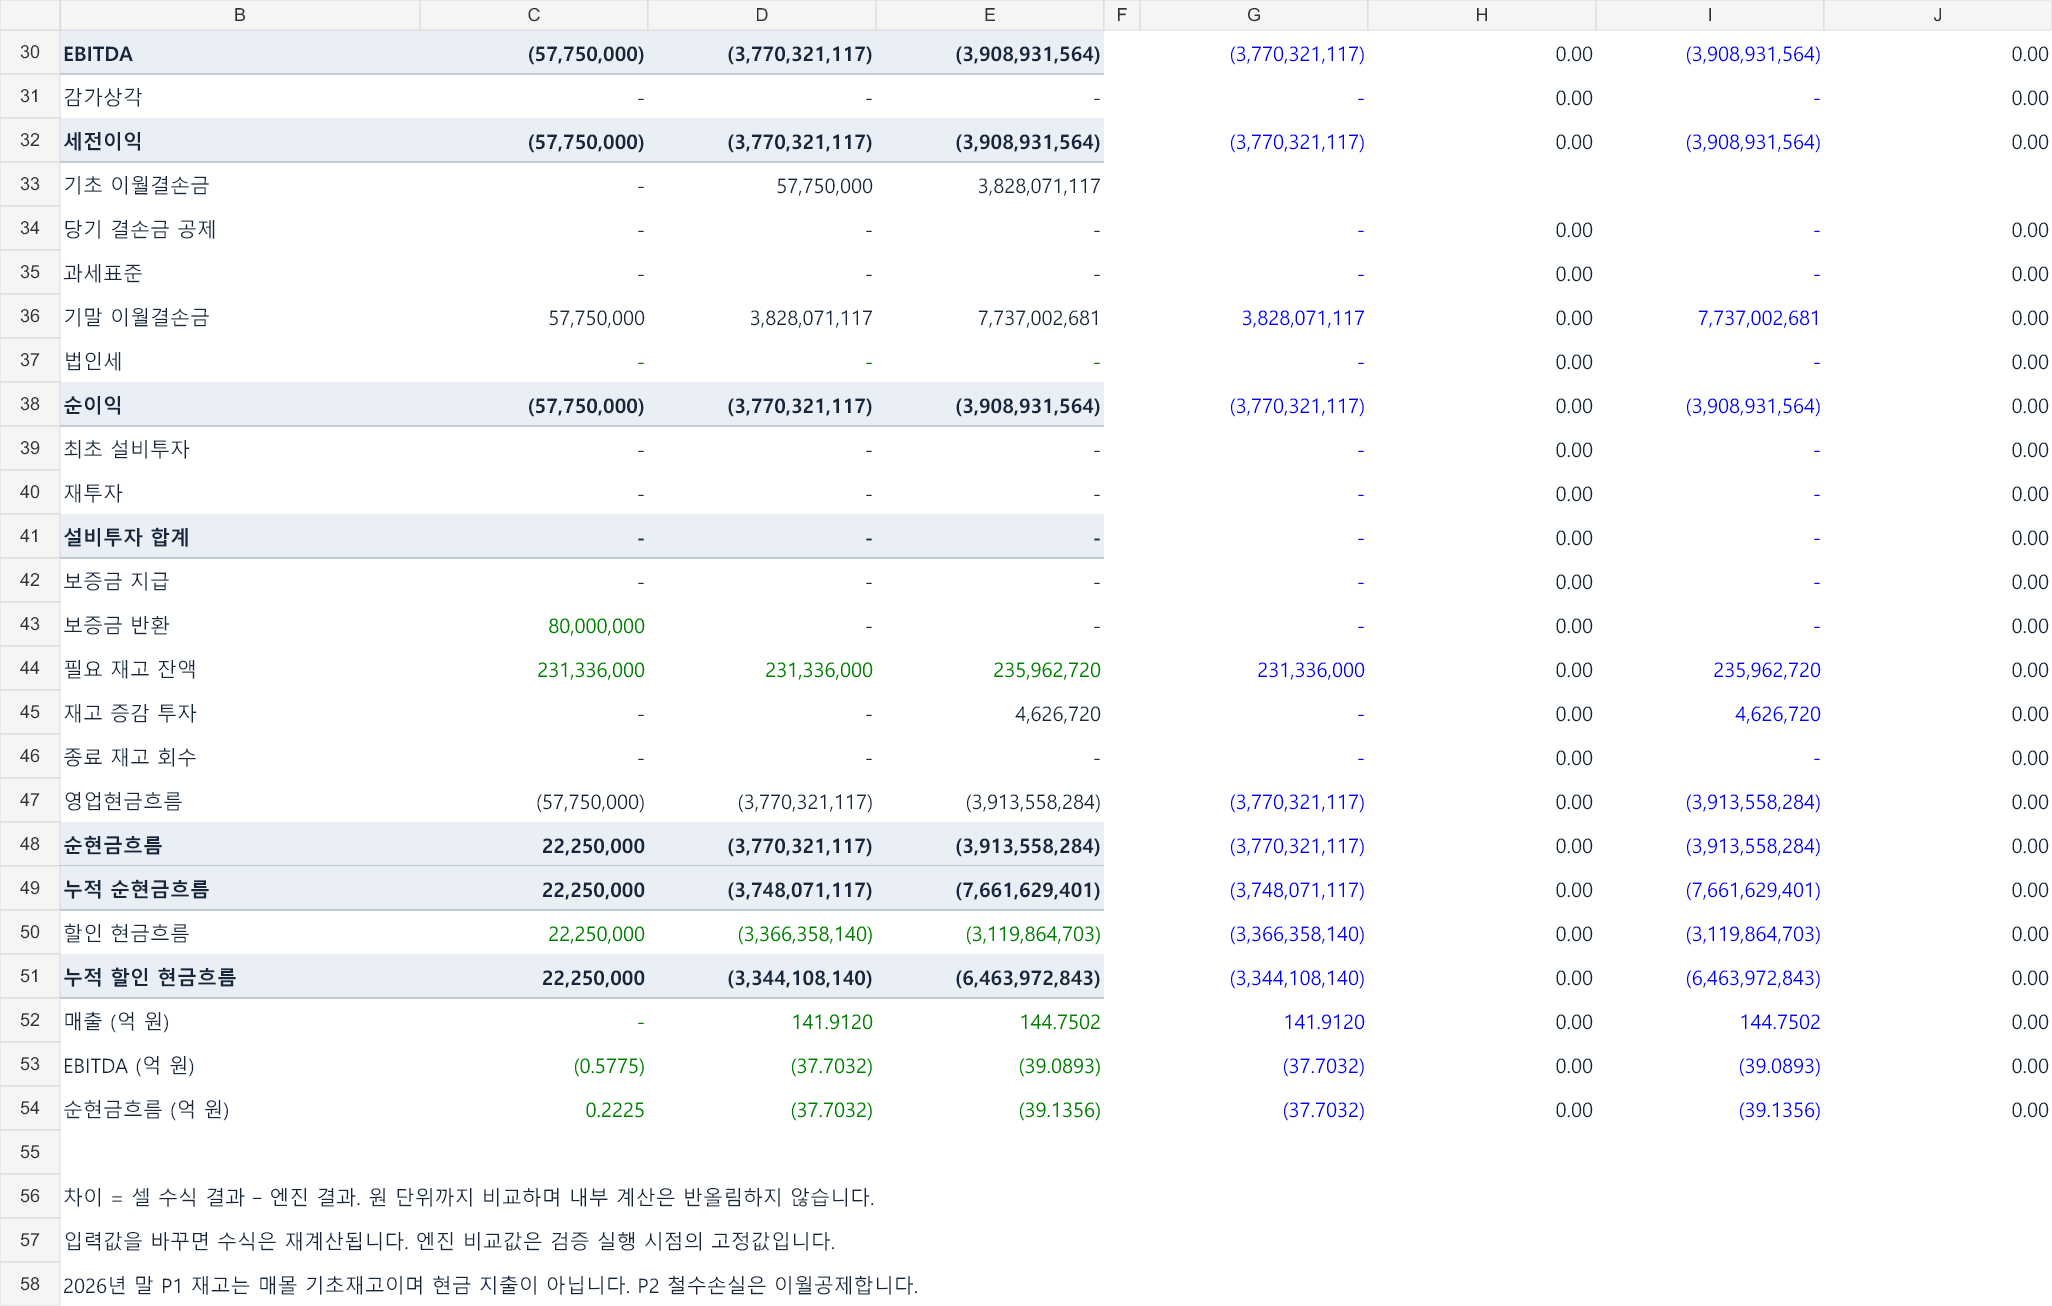 B C D E F G H I J
30 EBITDA (57,750,000) (3,770,321,117) (3,908,931,564) (3,770,321,117) 0.00 (3,908,931,564) 0.00
31 감가상각 - - - - 0.00 - 0.00
32 세전이익 (57,750,000) (3,770,321,117) (3,908,931,564) (3,770,321,117) 0.00 (3,908,931,564) 0.00
33 기초 이월결손금 - 57,750,000 3,828,071,117
34 당기 결손금 공제 - - - - 0.00 - 0.00
35 과세표준 - - - - 0.00 - 0.00
36 기말 이월결손금 57,750,000 3,828,071,117 7,737,002,681 3,828,071,117 0.00 7,737,002,681 0.00
37 법인세 - - - - 0.00 - 0.00
38 순이익 (57,750,000) (3,770,321,117) (3,908,931,564) (3,770,321,117) 0.00 (3,908,931,564) 0.00
39 최초 설비투자 - - - - 0.00 - 0.00
40 재투자 - - - - 0.00 - 0.00
41 설비투자 합계 - - - - 0.00 - 0.00
42 보증금 지급 - - - - 0.00 - 0.00
43 보증금 반환 80,000,000 - - - 0.00 - 0.00
44 필요 재고 잔액 231,336,000 231,336,000 235,962,720 231,336,000 0.00 235,962,720 0.00
45 재고 증감 투자 - - 4,626,720 - 0.00 4,626,720 0.00
46 종료 재고 회수 - - - - 0.00 - 0.00
47 영업현금흐름 (57,750,000) (3,770,321,117) (3,913,558,284) (3,770,321,117) 0.00 (3,913,558,284) 0.00
48 순현금흐름 22,250,000 (3,770,321,117) (3,913,558,284) (3,770,321,117) 0.00 (3,913,558,284) 0.00
49 누적 순현금흐름 22,250,000 (3,748,071,117) (7,661,629,401) (3,748,071,117) 0.00 (7,661,629,401) 0.00
50 할인 현금흐름 22,250,000 (3,366,358,140) (3,119,864,703) (3,366,358,140) 0.00 (3,119,864,703) 0.00
51 누적 할인 현금흐름 22,250,000 (3,344,108,140) (6,463,972,843) (3,344,108,140) 0.00 (6,463,972,843) 0.00
52 매출 (억 원) - 141.9120 144.7502 141.9120 0.00 144.7502 0.00
53 EBITDA (억 원) (0.5775) (37.7032) (39.0893) (37.7032) 0.00 (39.0893) 0.00
54 순현금흐름 (억 원) 0.2225 (37.7032) (39.1356) (37.7032) 0.00 (39.1356) 0.00
55
56 차이 = 셀 수식 결과 – 엔진 결과. 원 단위까지 비교하며 내부 계산은 반올림하지 않습니다.
57 입력값을 바꾸면 수식은 재계산됩니다. 엔진 비교값은 검증 실행 시점의 고정값입니다.
58 2026년 말 P1 재고는 매몰 기초재고이며 현금 지출이 아닙니다. P2 철수손실은 이월공제합니다.